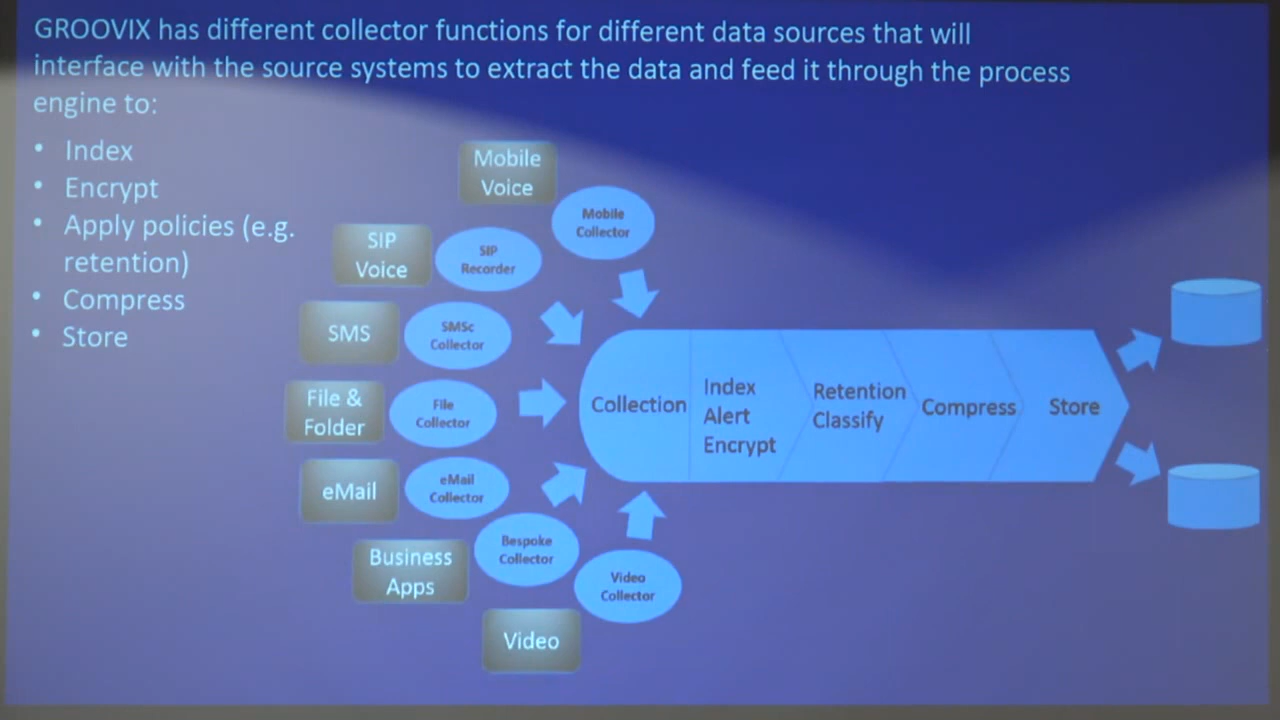 GROOVIX has different collector functions for different data sources that will
interface with the source systems to extract the data and feed it through the process
engine to:
• Index
• Encrypt
• Apply policies (e.g.
retention)
• Compress
• Store
Mobile
Voice
Mobile
Collector
SIP
Voice
SIP
Recorder
SMS
SMSc
Collector
File &
Folder
File
Collector
eMail
eMail
Collector
Business
Apps
Bespoke
Collector
Video
Video
Collector
Collection
Index
Alert
Encrypt
Retention
Classify
Compress
Store